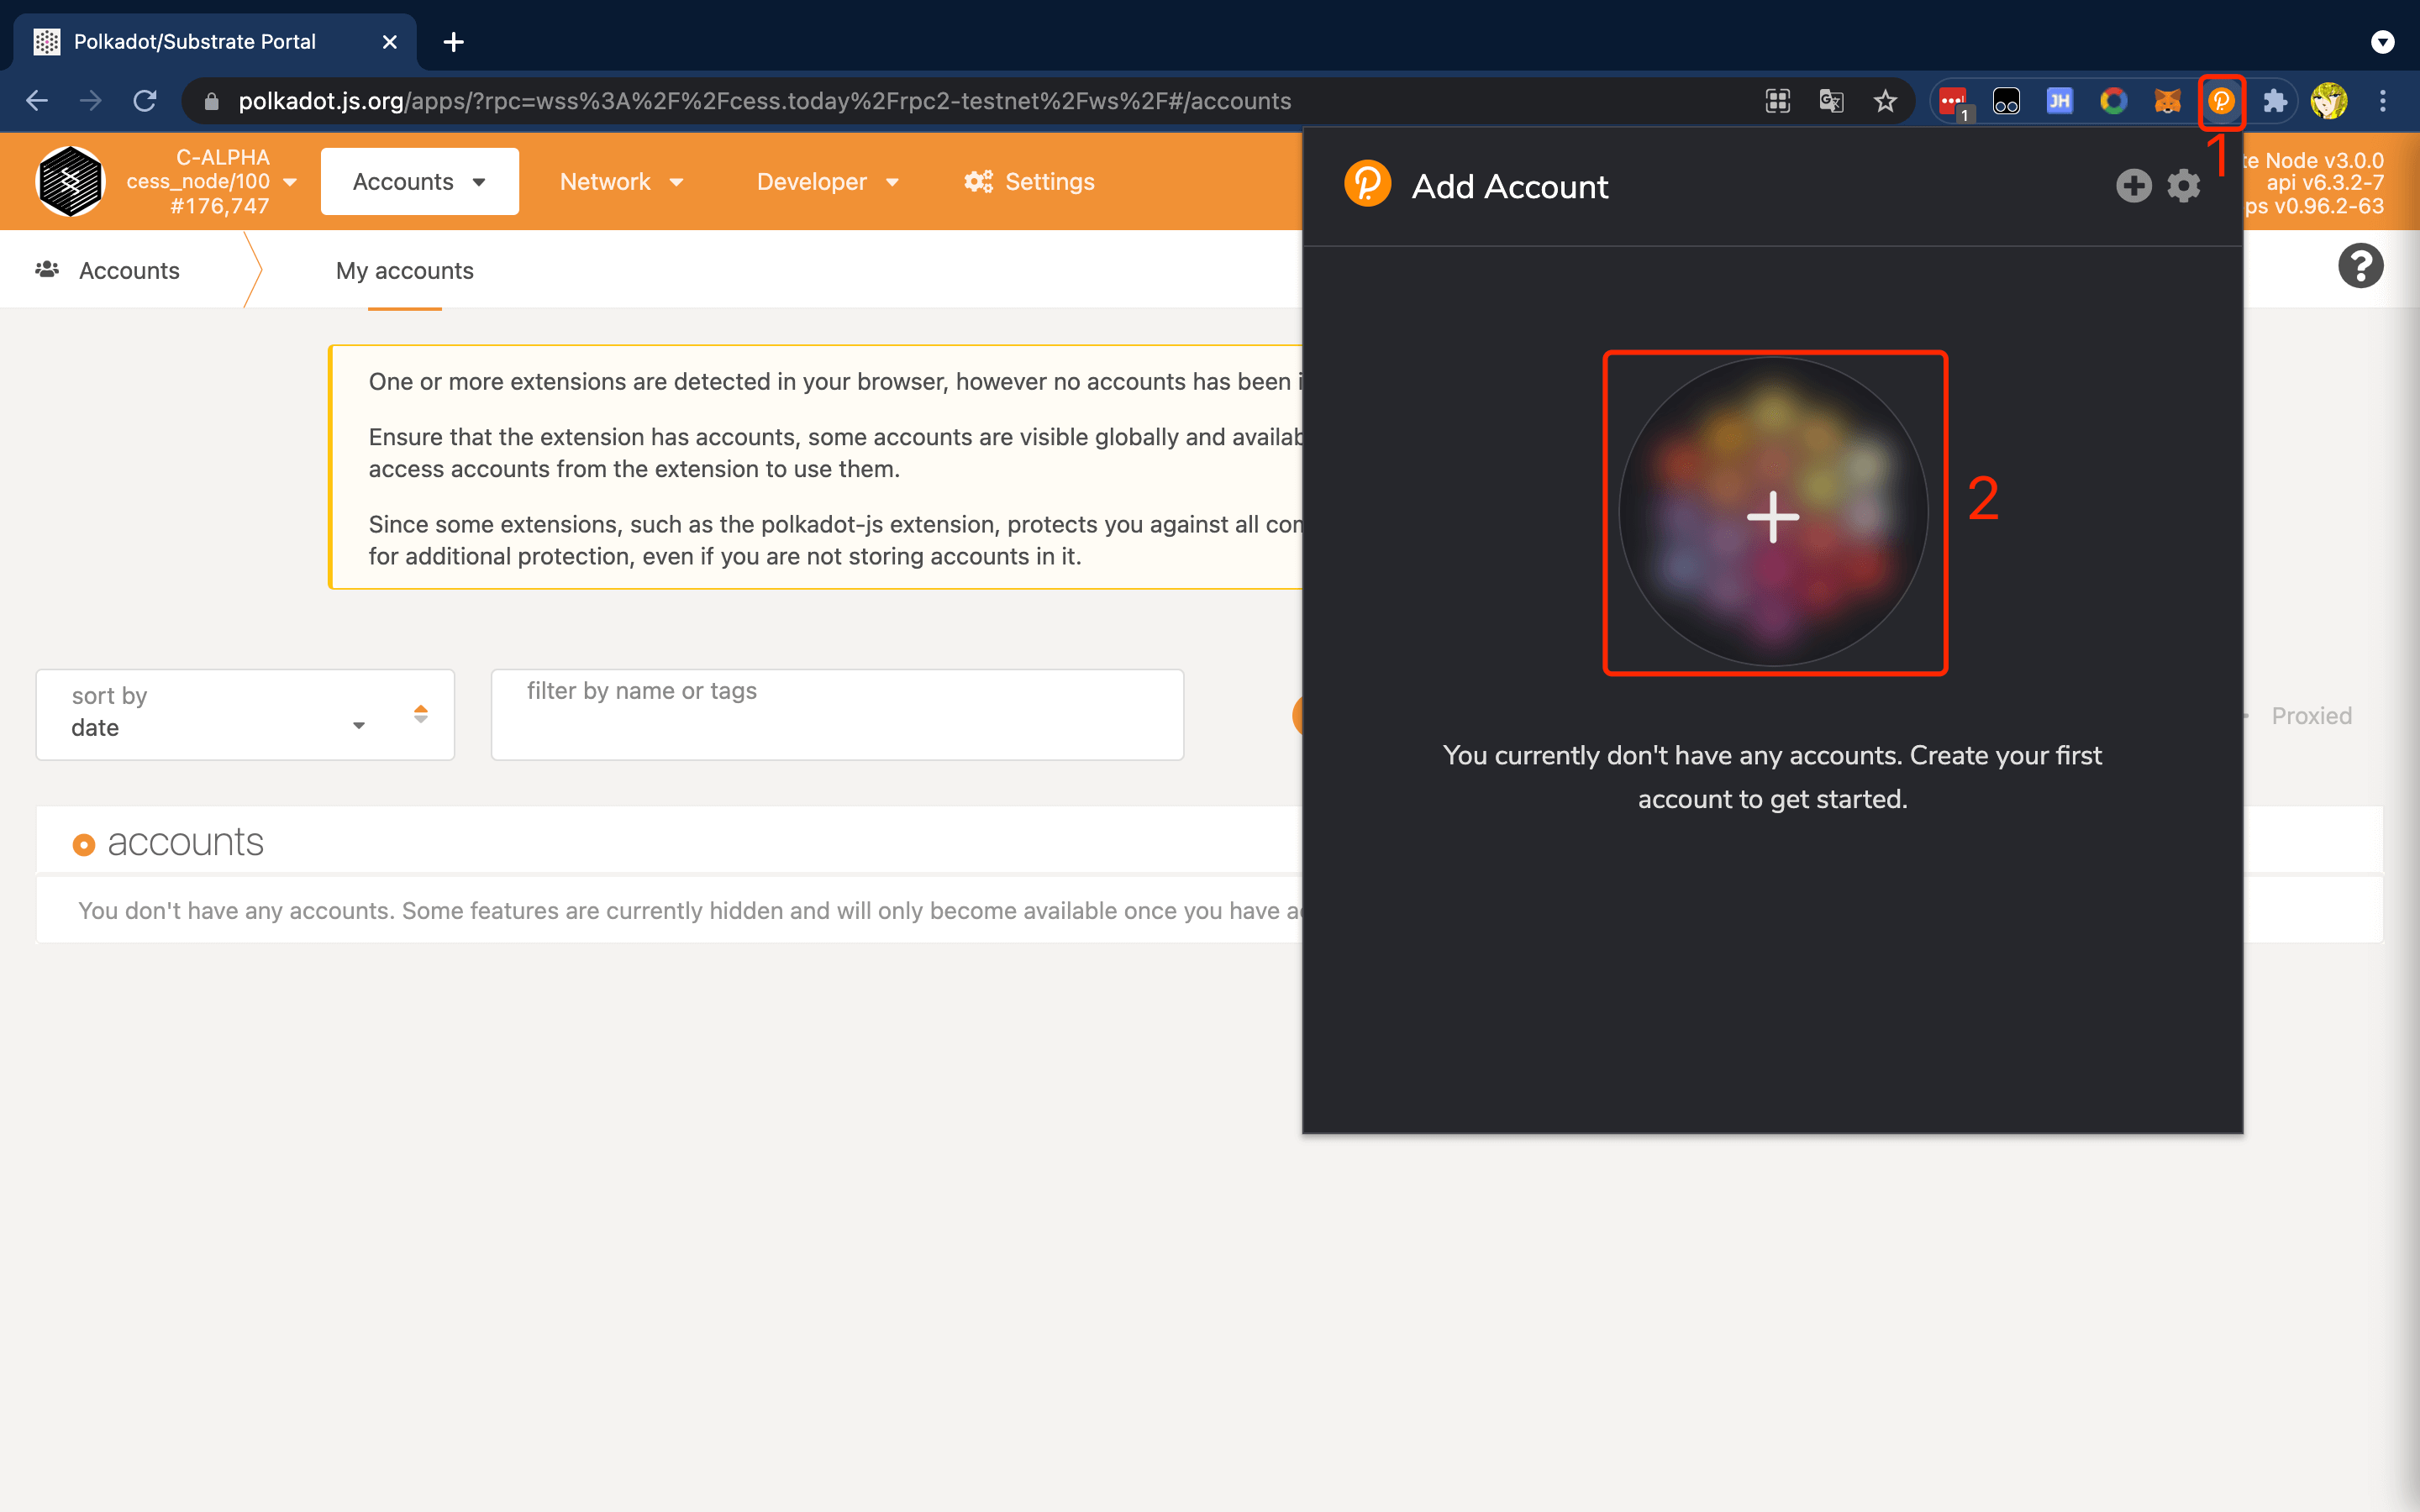 Polkadot/Substrate Portal
polkadot.js.org/apps/?rpc=wss%3A%2F%2Fcess.today%2Frpc2-testnet%2Fws%2F#/accounts
1
JH
1
C-ALPHA
cess_node/100
#176,747
Accounts
Network
Developer
Settings
Add Account
te Node v3.0.0
api v6.3.2-7
ps v0.96.2-63
Accounts
My accounts
?
One or more extensions are detected in your browser, however no accounts has been i
Ensure that the extension has accounts, some accounts are visible globally and availab
access accounts from the extension to use them.
Since some extensions, such as the polkadot-js extension, protects you against all com
for additional protection, even if you are not storing accounts in it.
2
sort by
date
filter by name or tags
Proxied
You currently don't have any accounts. Create your first
account to get started.
accounts
You don't have any accounts. Some features are currently hidden and will only become available once you have a